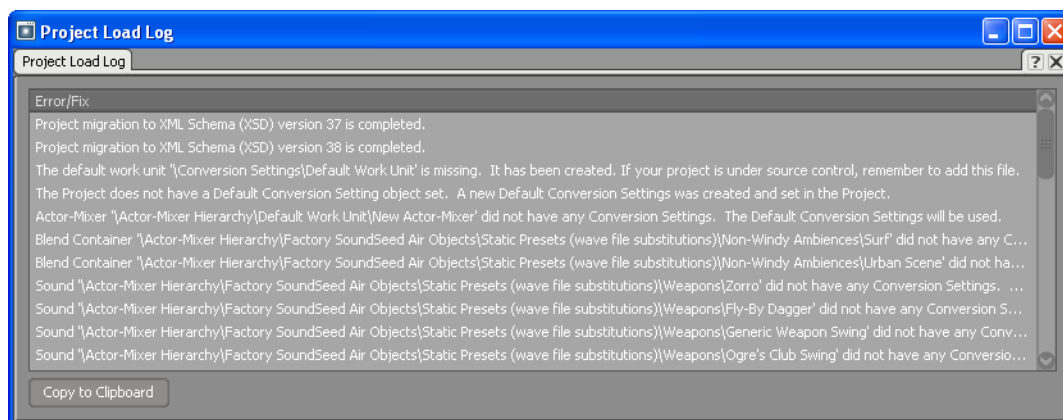 Project Load Log
Project Load Log
Error/Fix
Project migration to XML Schema (XSD) version 37 is completed.
Project migration to XML Schema (XSD) version 38 is completed.
The default work unit '\Conversion Settings\Default Work Unit' is missing.  It has been created. If your project is under source control, remember to add this file.
The Project does not have a Default Conversion Setting object set.  A new Default Conversion Settings was created and set in the Project.
Actor-Mixer '\Actor-Mixer Hierarchy\Default Work Unit\New Actor-Mixer' did not have any Conversion Settings.  The Default Conversion Settings will be used.
Blend Container '\Actor-Mixer Hierarchy\Factory SoundSeed Air Objects\Static Presets (wave file substitutions)\Non-Windy Ambiences\Surf' did not have any C...
Blend Container '\Actor-Mixer Hierarchy\Factory SoundSeed Air Objects\Static Presets (wave file substitutions)\Non-Windy Ambiences\Urban Scene' did not ha...
Sound '\Actor-Mixer Hierarchy\Factory SoundSeed Air Objects\Static Presets (wave file substitutions)\Weapons\Zorro' did not have any Conversion Settings.  ...
Sound '\Actor-Mixer Hierarchy\Factory SoundSeed Air Objects\Static Presets (wave file substitutions)\Weapons\Fly-By Dagger' did not have any Conversion S...
Sound '\Actor-Mixer Hierarchy\Factory SoundSeed Air Objects\Static Presets (wave file substitutions)\Weapons\Generic Weapon Swing' did not have any Conv...
Sound '\Actor-Mixer Hierarchy\Factory SoundSeed Air Objects\Static Presets (wave file substitutions)\Weapons\Ogre's Club Swing' did not have any Conversio...
Copy to Clipboard